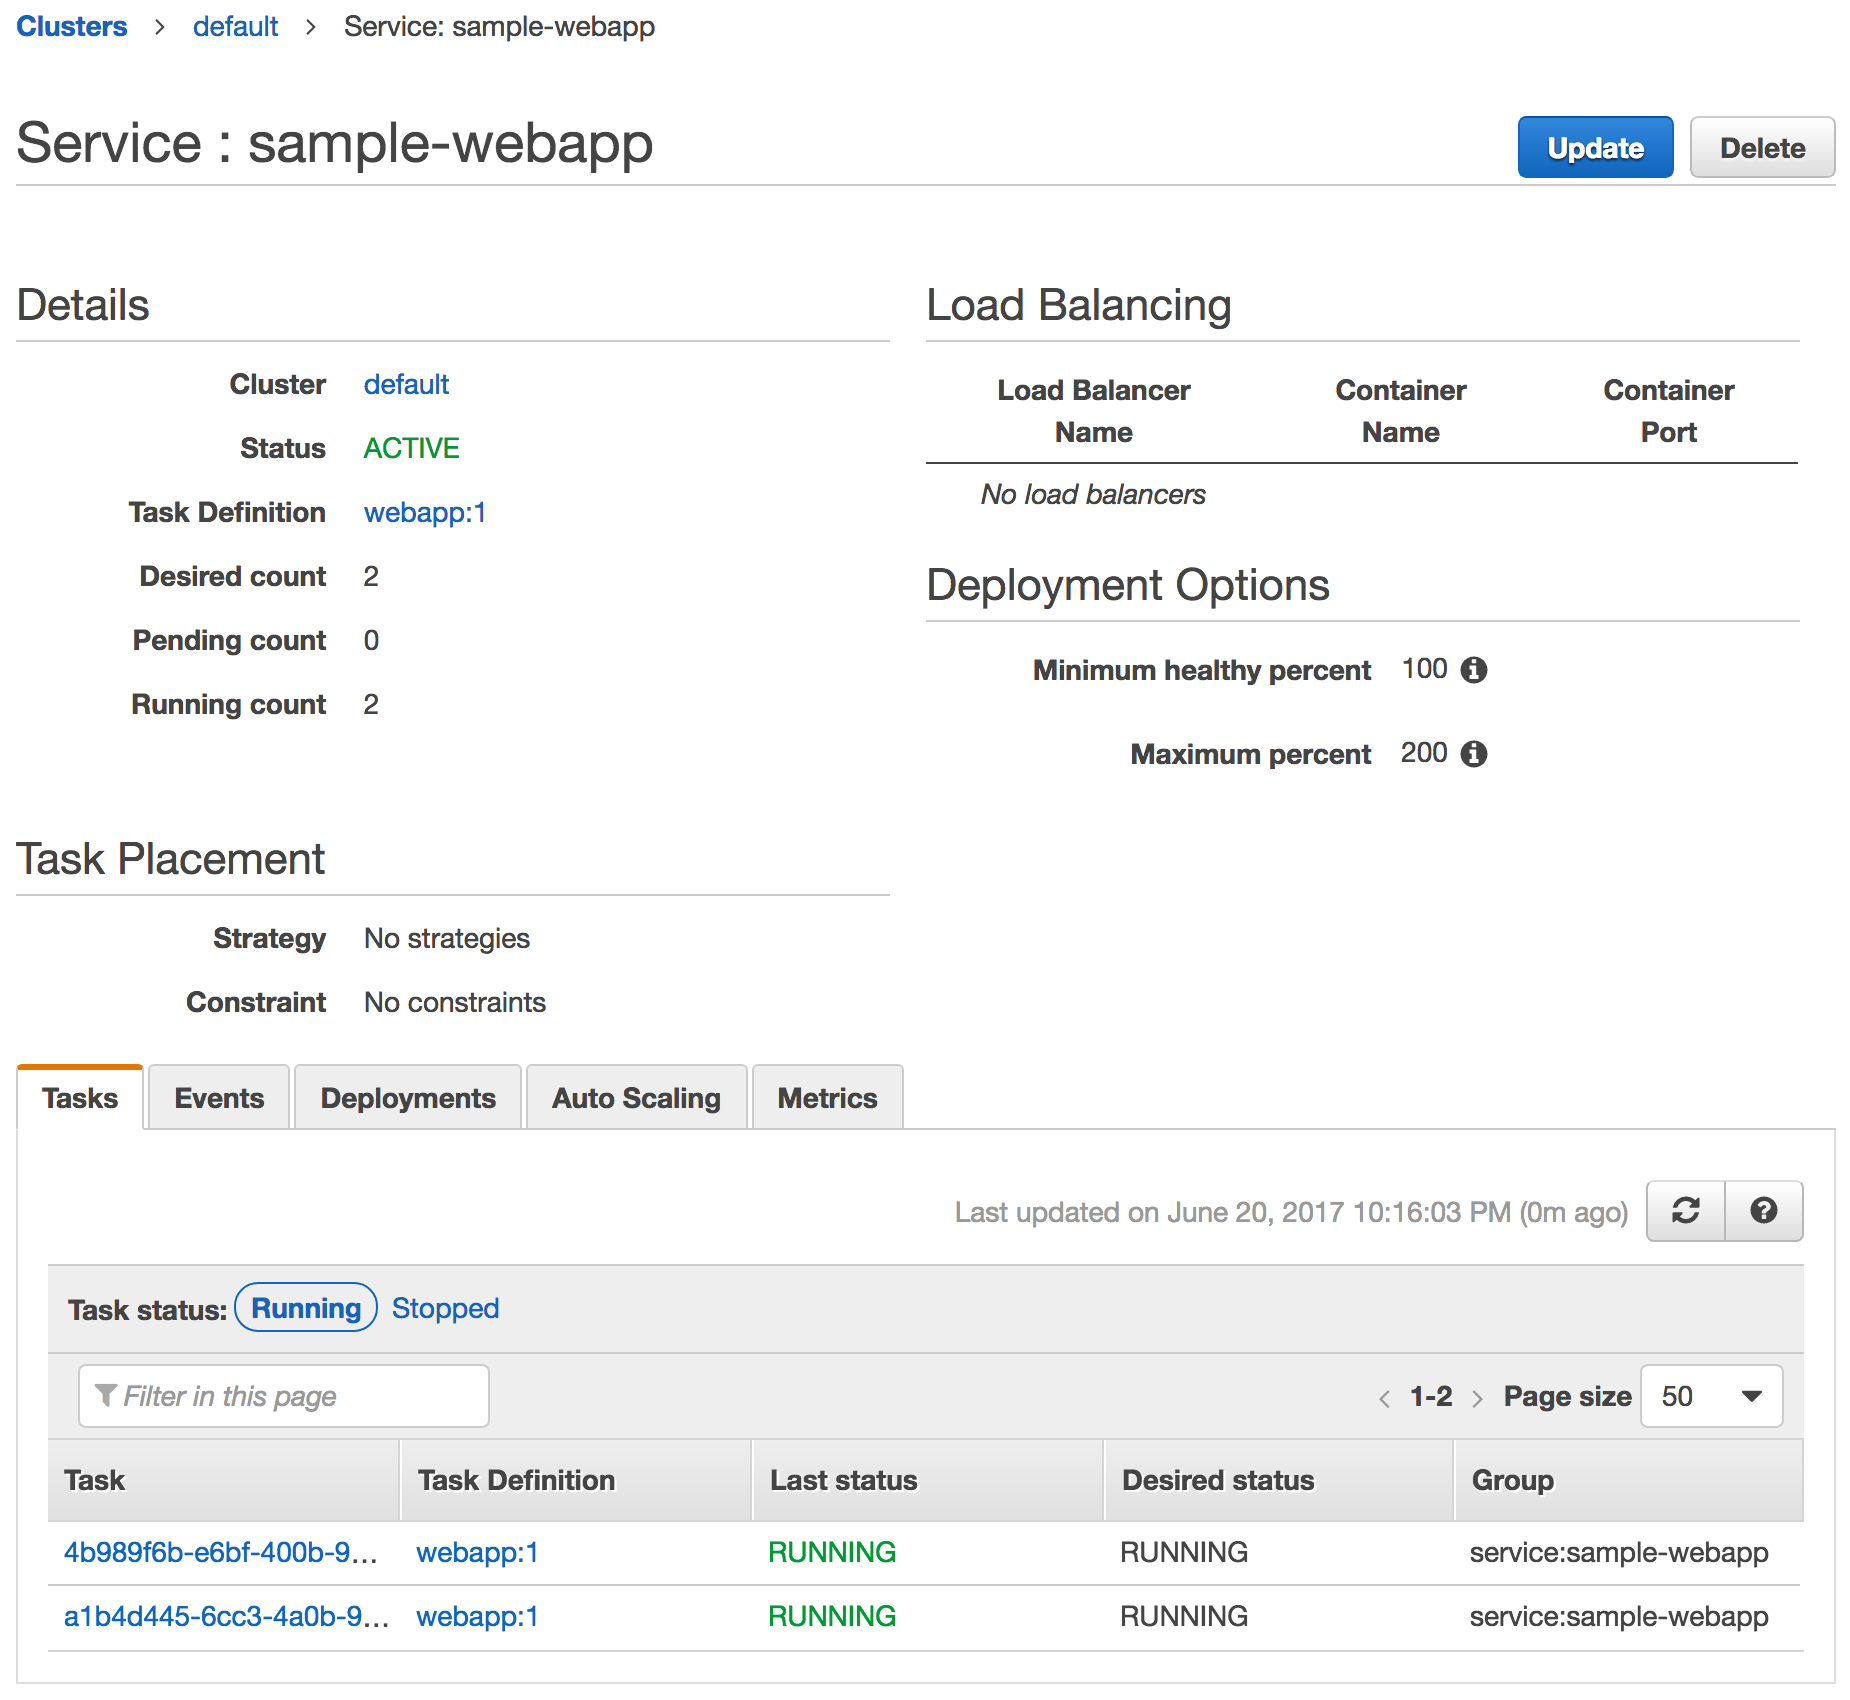 Clusters > default > Service: sample-webapp
Service : sample-webapp
Update
Delete
Details
Cluster default
Status ACTIVE
Task Definition webapp:1
Desired count 2
Pending count 0
Running count 2
Load Balancing
Load Balancer Name
Container Name
Container Port
No load balancers
Deployment Options
Minimum healthy percent 100
Maximum percent 200
Task Placement
Strategy No strategies
Constraint No constraints
Tasks Events Deployments Auto Scaling Metrics
Last updated on June 20, 2017 10:16:03 PM (0m ago)
Task status: Running Stopped
Filter in this page
< 1-2 > Page size 50
Task Task Definition Last status Desired status Group
4b989f6b-e6bf-400b-9... webapp:1 RUNNING RUNNING service:sample-webapp
a1b4d445-6cc3-4a0b-9... webapp:1 RUNNING RUNNING service:sample-webapp